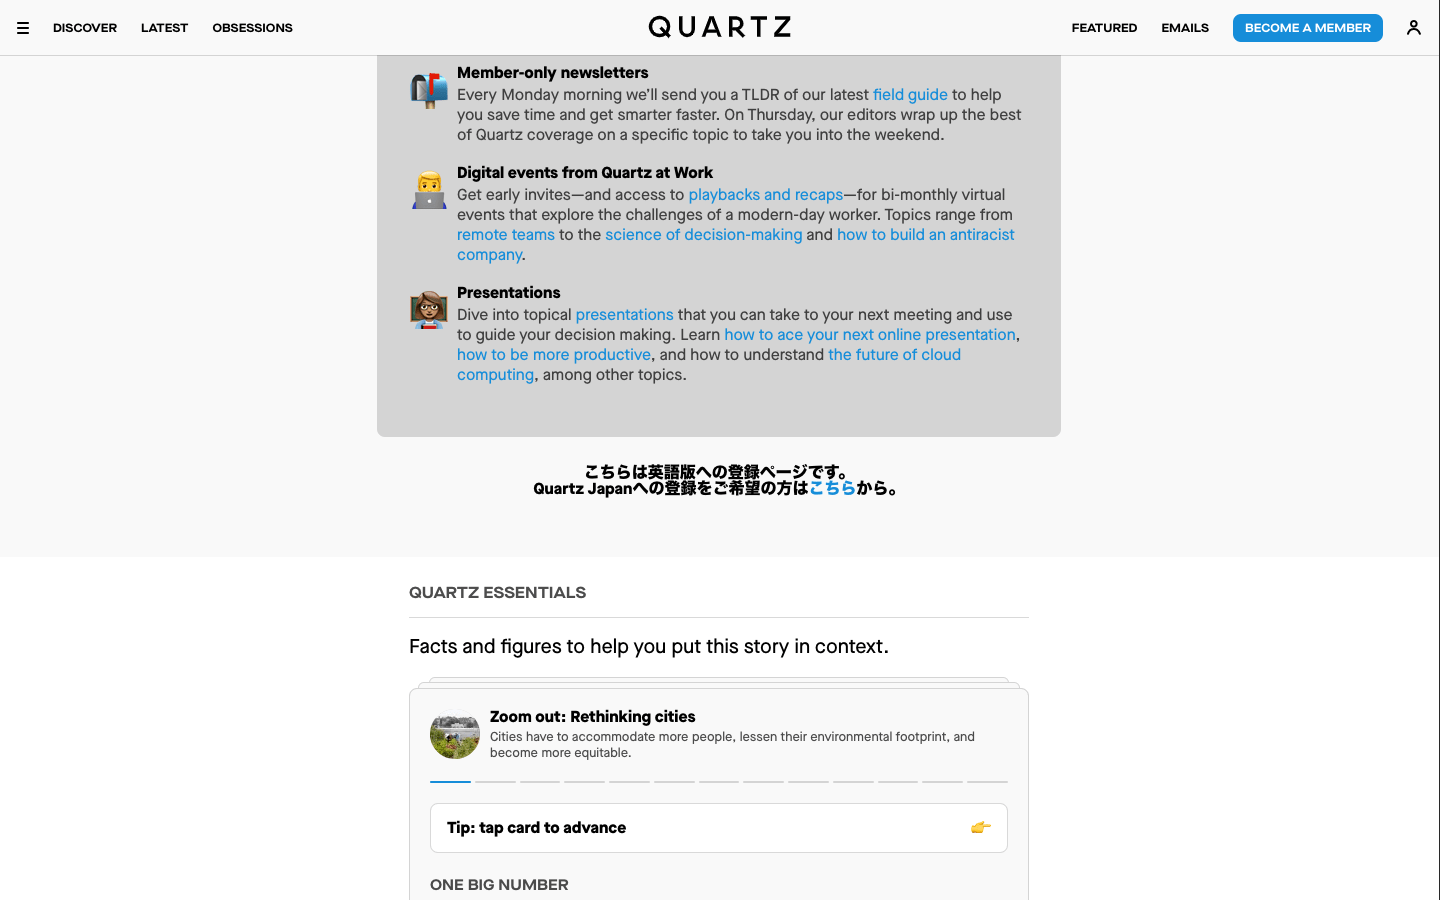 DISCOVER LATEST OBSESSIONS QUARTZ FEATURED EMAILS BECOME A MEMBER
Member-only newsletters
Every Monday morning we’ll send you a TLDR of our latest field guide to help
you save time and get smarter faster. On Thursday, our editors wrap up the best
of Quartz coverage on a specific topic to take you into the weekend.
Digital events from Quartz at Work
Get early invites—and access to playbacks and recaps—for bi-monthly virtual
events that explore the challenges of a modern-day worker. Topics range from
remote teams to the science of decision-making and how to build an antiracist
company.
Presentations
Dive into topical presentations that you can take to your next meeting and use
to guide your decision making. Learn how to ace your next online presentation,
how to be more productive, and how to understand the future of cloud
computing, among other topics.
こちらは英語版への登録ページです。
Quartz Japanへの登録をご希望の方はこちらから。
QUARTZ ESSENTIALS
Facts and figures to help you put this story in context.
Zoom out: Rethinking cities
Cities have to accommodate more people, lessen their environmental footprint, and
become more equitable.
Tip: tap card to advance
ONE BIG NUMBER